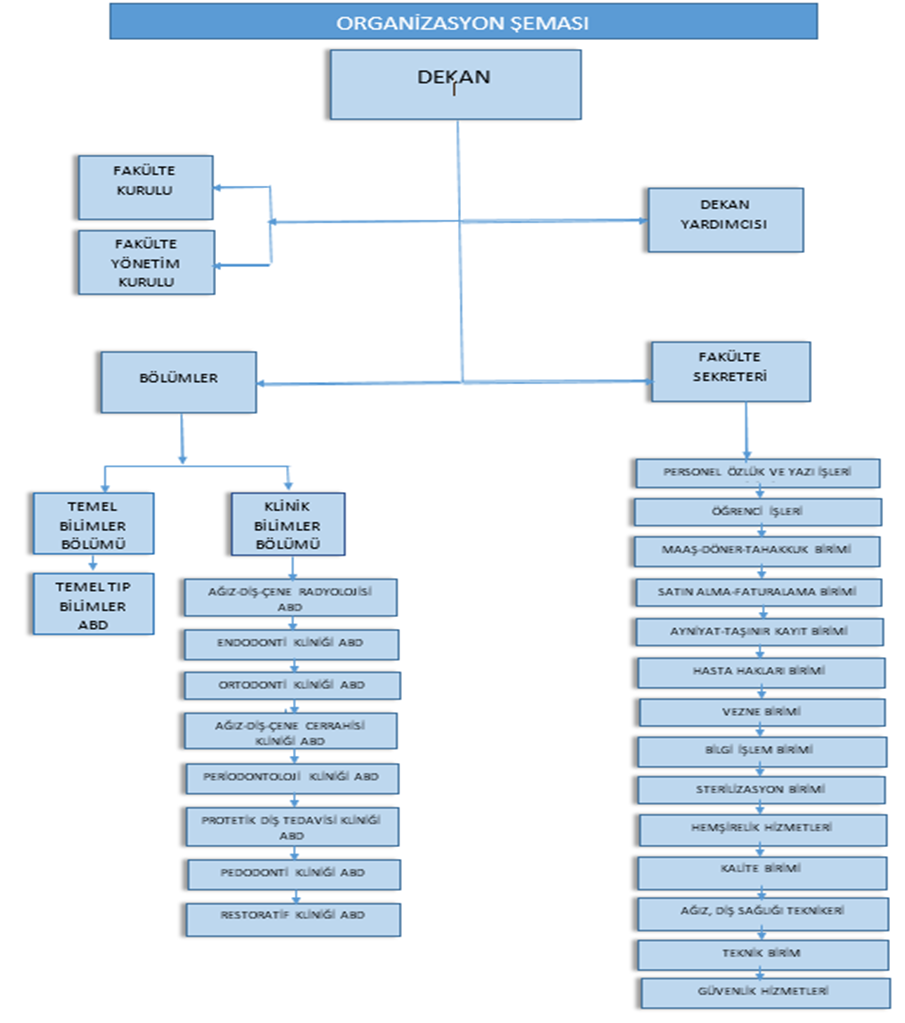 ORGANİZASYON ŞEMASI
DEKAN
FAKÜLTE
KURULU
DEKAN
YARDIMCISI
FAKÜLTE
YÖNETİM
KURULU
BÖLÜMLER
FAKÜLTE
SEKRETERİ
TEMEL
BİLİMLER
BÖLÜMÜ
TEMEL TIP
BİLİMLER
ABD
KLİNİK
BİLİMLER
BÖLÜMÜ
AĞIZ-DİŞ-ÇENE RADYOLOJİSİ
ABD
ENDODONTİ KLİNİĞİ ABD
ORTODONTİ KLİNİĞİ ABD
AĞIZ-DİŞ-ÇENE CERRAHİSİ
KLİNİĞİ ABD
PERİODONTOLOJİ KLİNİĞİ ABD
PROTETİK DİŞ TEDAVİSİ KLİNİĞİ
ABD
PEDODONTİ KLİNİĞİ ABD
RESTORATİF KLİNİĞİ ABD
PERSONEL ÖZLÜK VE YAZI İŞLERİ
ÖĞRENCİ İŞLERİ
MAAŞ-DÖNER-TAHAKKUK BİRİMİ
SATIN ALMA-FATURALAMA BİRİMİ
AYNİYAT-TAŞINIR KAYIT BİRİMİ
HASTA HAKLARI BİRİMİ
VEZNE BİRİMİ
BİLGİ İŞLEM BİRİMİ
STERİLİZASYON BİRİMİ
HEMŞİRELİK HİZMETLERİ
KALİTE BİRİMİ
AĞIZ, DİŞ SAĞLIĞI TEKNİKERİ
TEKNİK BİRİM
GÜVENLİK HİZMETLERİ